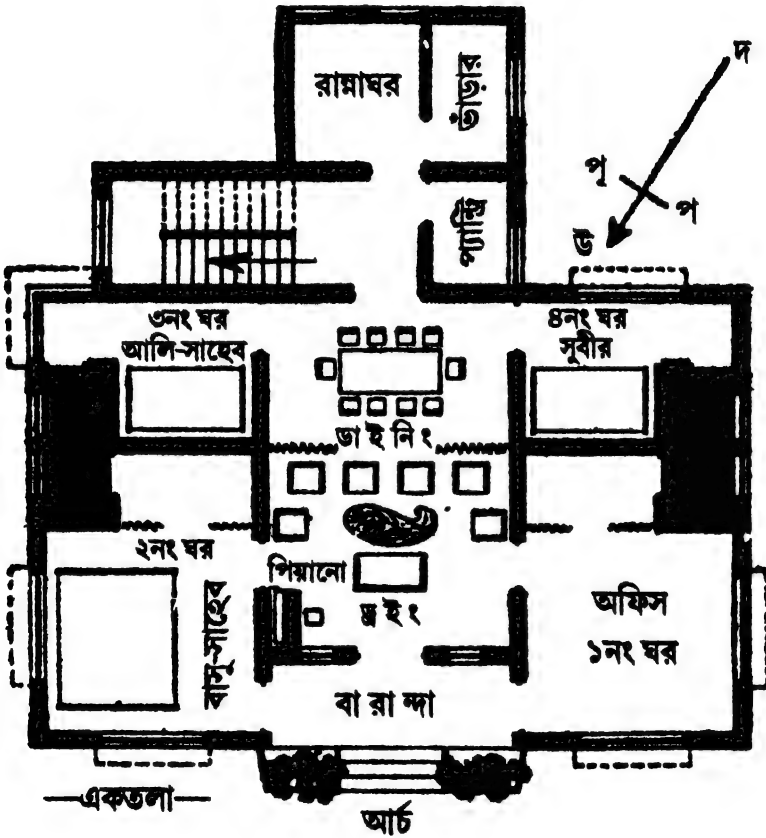 রান্নাঘর
ভাঁড়ার
দ
পূ
প
উ
প্যান্ট্রি
৩নং ঘর
আলি-সাহেব
৪নং ঘর
সুবীর
ডাইনিং
২নং ঘর
বাসু-সাহেব
পিয়ানো
ড্রইং
অফিস
১নং ঘর
বারান্দা
একতলা
আর্চ